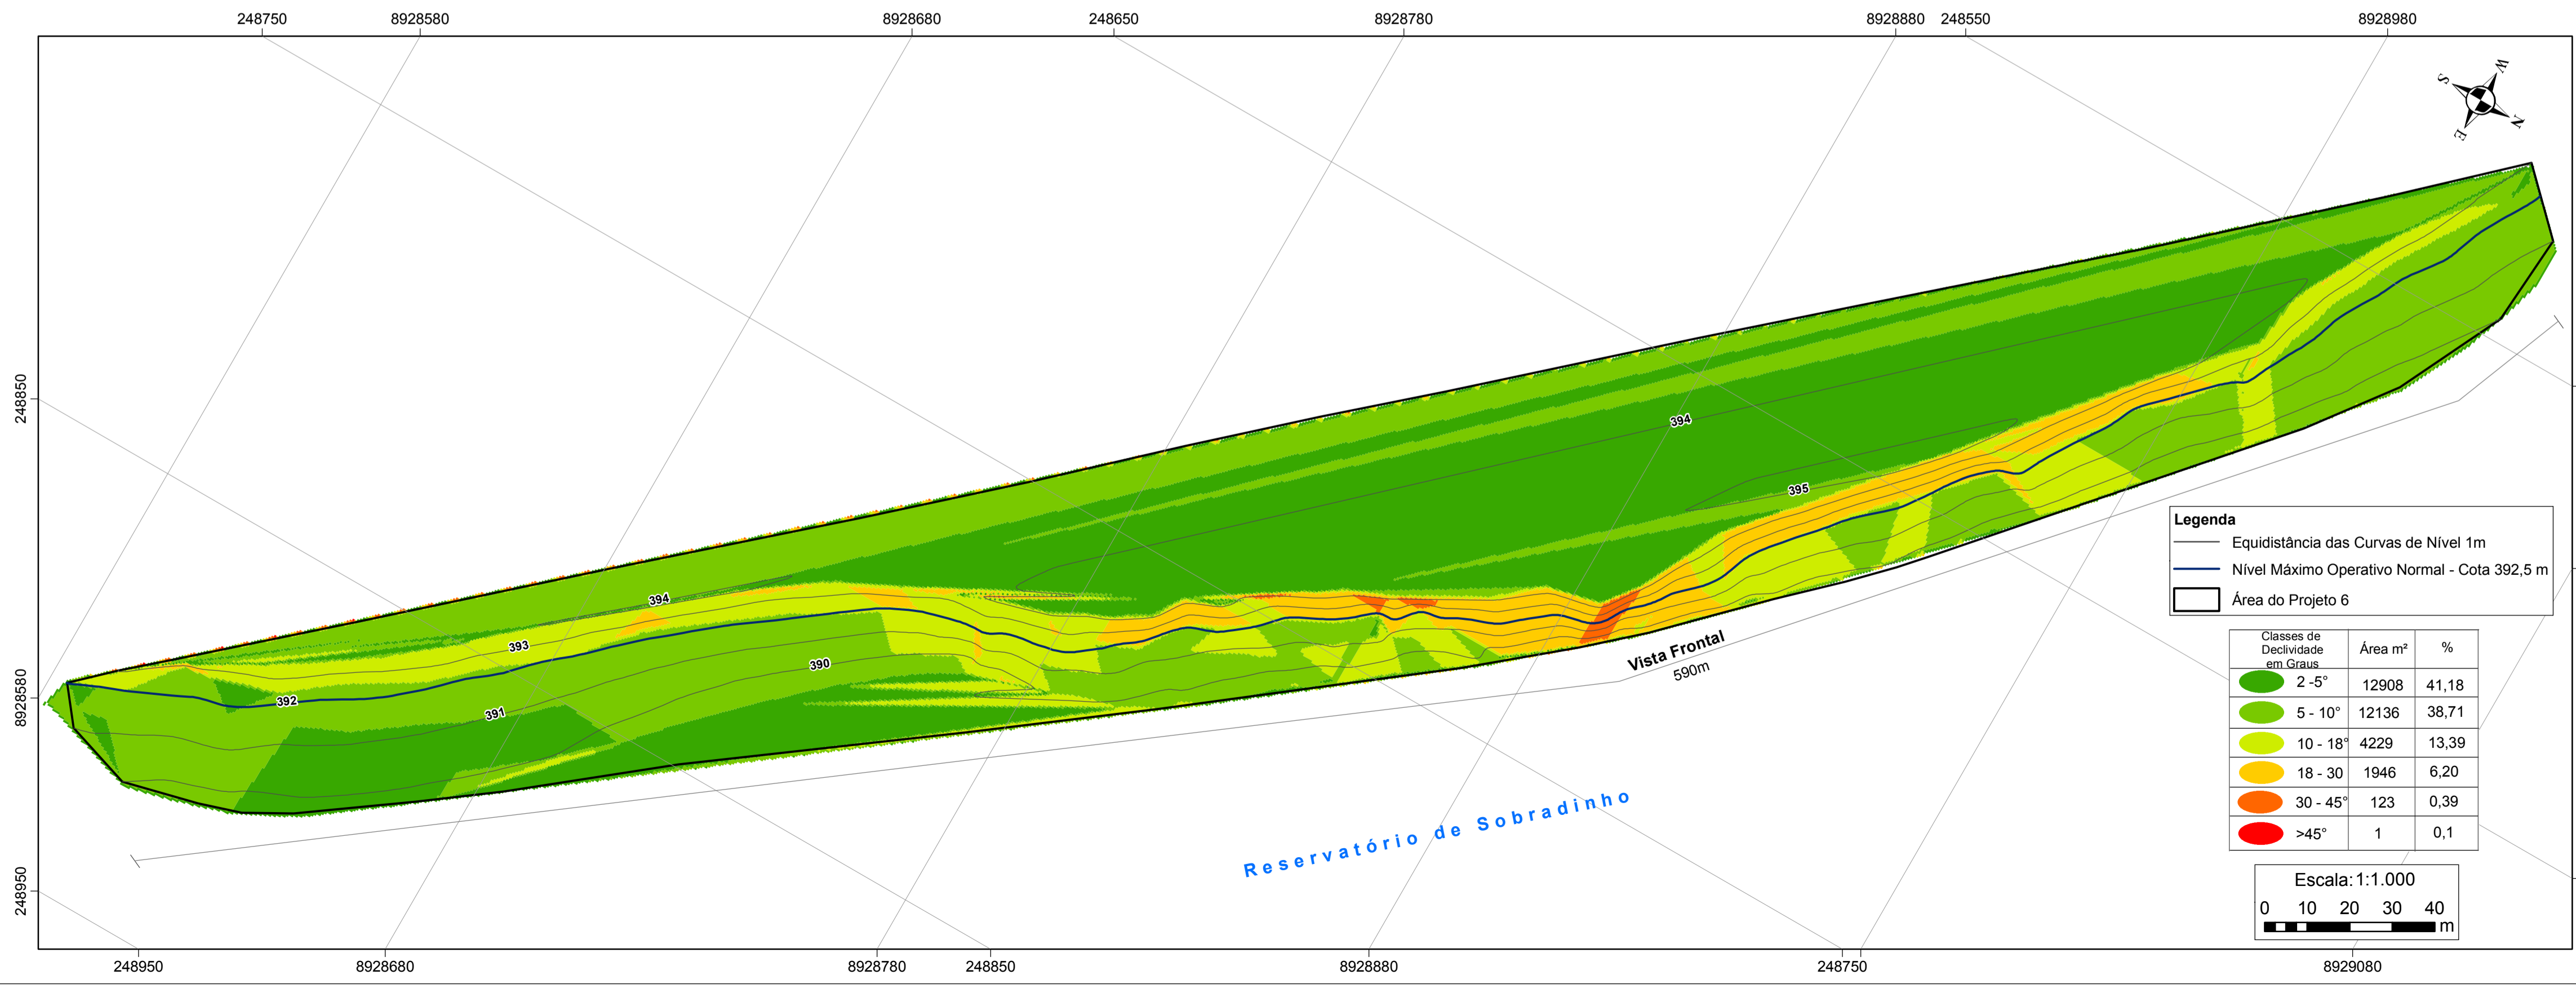 248750 8928580 8928680 248650 8928780 8928880 248550 8928980
W
S
N
E
248850
8928580
248950
394
395
394
393
392
391
390
Vista Frontal
590m
Reservatório de Sobradinho
Legenda
Equidistância das Curvas de Nível 1m
Nível Máximo Operativo Normal - Cota 392,5 m
Área do Projeto 6
Classes de
Declividade
em Graus
Área m² %
2 -5° 12908 41,18
5 - 10° 12136 38,71
10 - 18° 4229 13,39
18 - 30 1946 6,20
30 - 45° 123 0,39
>45° 1 0,1
Escala:1:1.000
0 10 20 30 40
m
248950 8928680 8928780 248850 8928880 248750 8929080